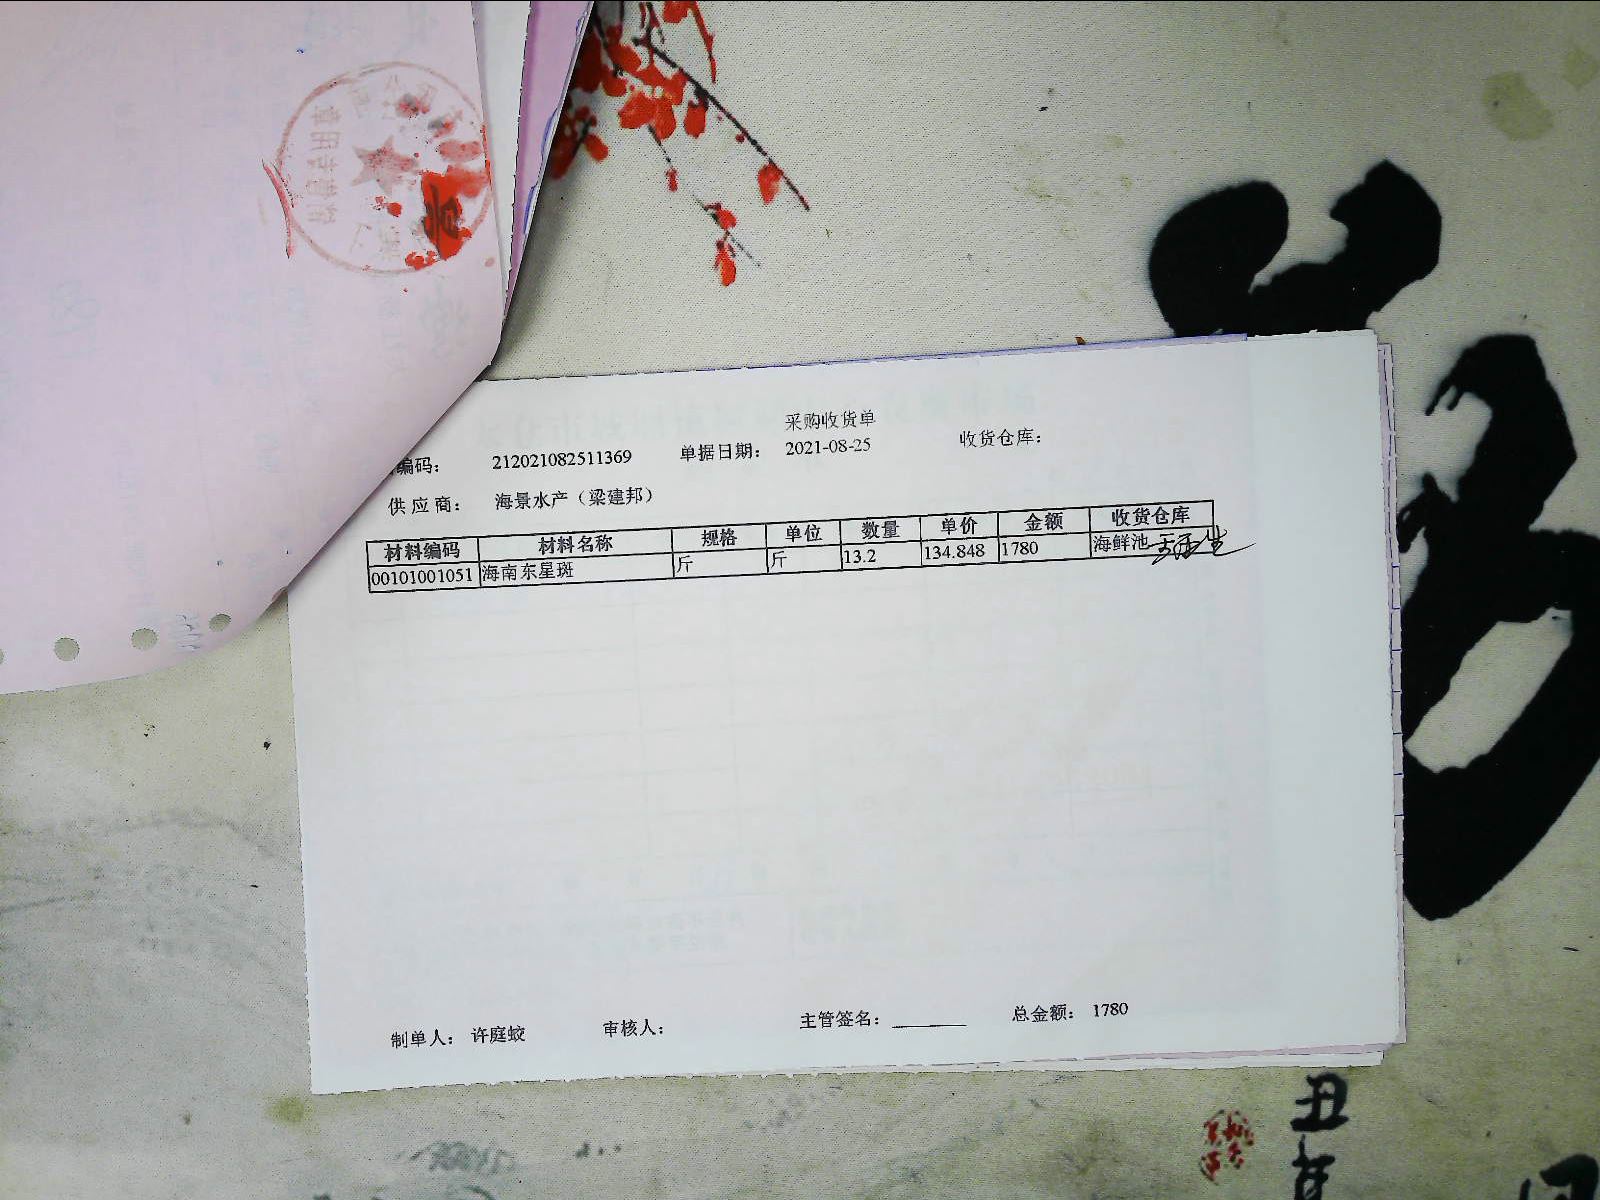 采购收货单
编码： 212021082511369 单据日期： 2021-08-25 收货仓库：
供应商： 海景水产（梁建邦）
材料编码 材料名称 规格 单位 数量 单价 金额 收货仓库
00101001051 海南东星斑 斤 斤 13.2 134.848 1780 海鲜池
制单人： 许庭蛟 审核人： 主管签名： 总金额： 1780
丑